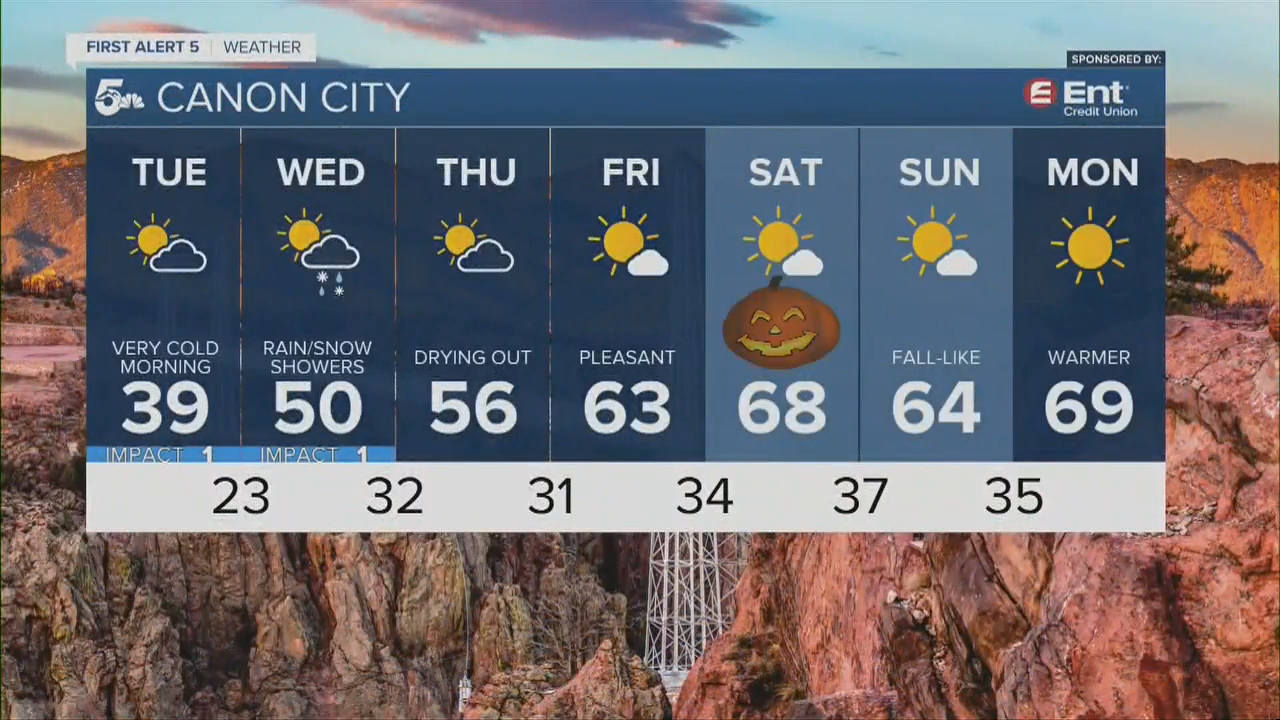 FIRST ALERT 5 | WEATHER
SPONSORED BY:
5 CANON CITY
Ent
Credit Union
TUE WED THU FRI SAT SUN MON
VERY COLD MORNING RAIN/SNOW SHOWERS DRYING OUT PLEASANT FALL-LIKE WARMER
39 50 56 63 68 64 69
IMPACT 1 IMPACT 1
23 32 31 34 37 35